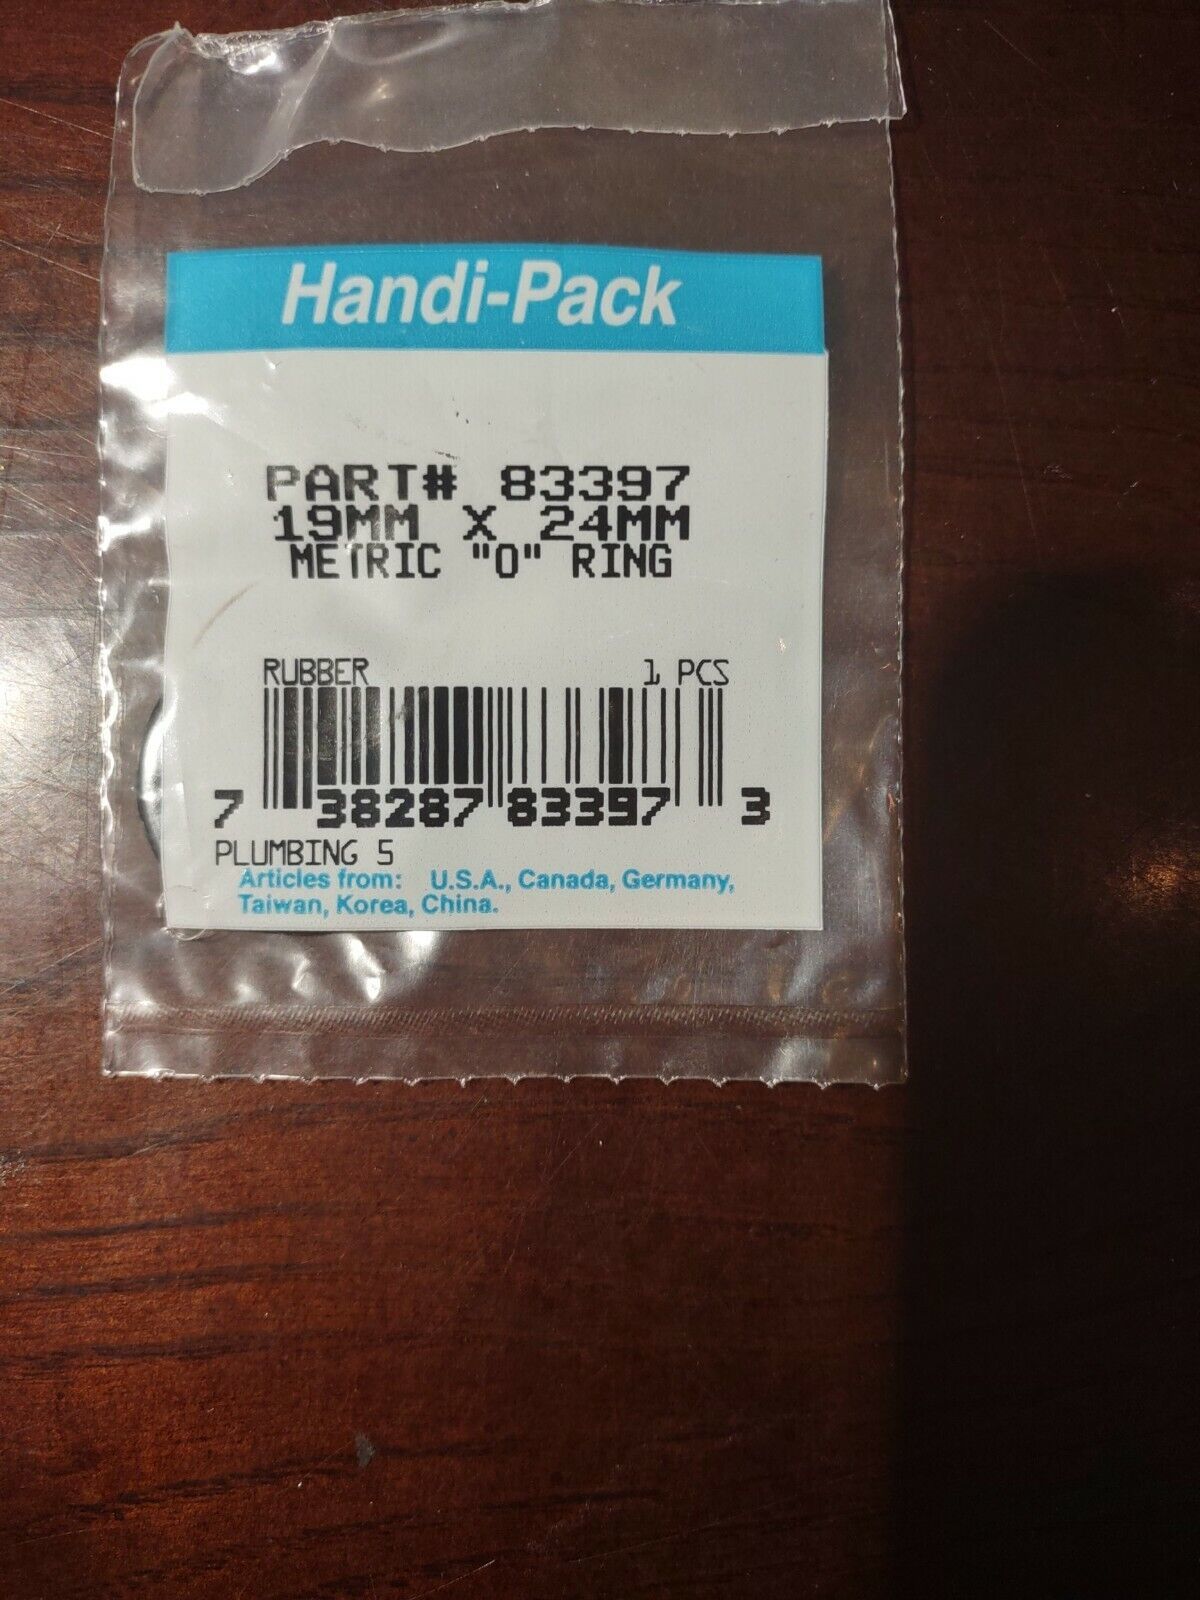 Handi-Pack
PART# 83397
19MM X 24MM
METRIC "O" RING
RUBBER 1 PCS
7 38287 83397 3
PLUMBING 5
Articles from: U.S.A., Canada, Germany,
Taiwan, Korea, China.